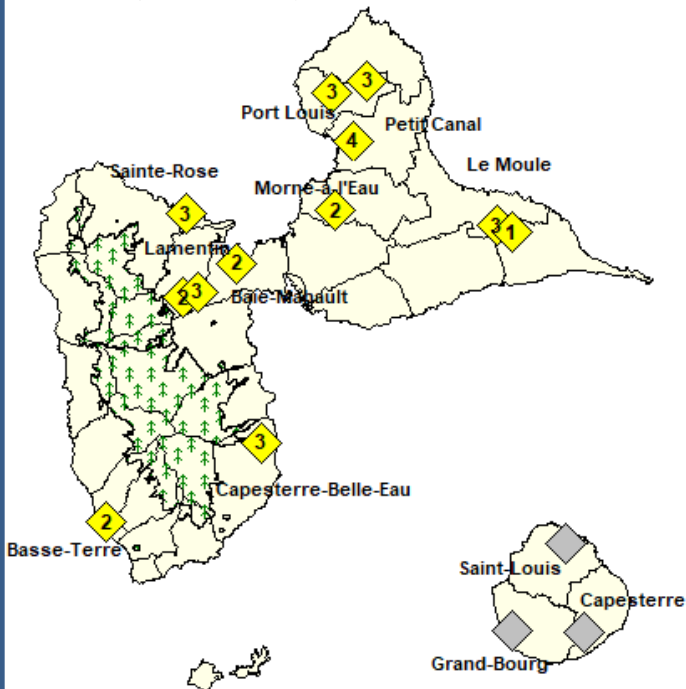 3
3
Port Louis
Petit Canal
4
Le Moule
Sainte-Rose
Morne-à-l'Eau
3
2
3
1
Lamentin
2
2
3
Baie-Mahault
3
Capesterre-Belle-Eau
2
Basse-Terre
Saint-Louis
Capesterre
Grand-Bourg